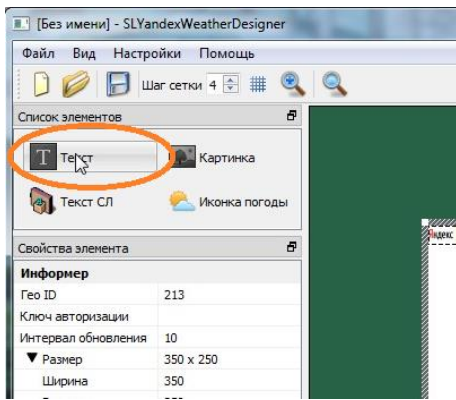 [Без имени] - SLYandexWeatherDesigner
Файл Вид Настройки Помощь
Шаг сетки 4
Список элементов
T Текст Картинка
Текст СЛ Иконка погоды
Свойства элемента
Информер
Гео ID 213
Ключ авторизации
Интервал обновления 10
Размер 350 x 250
Ширина 350
Яндекс